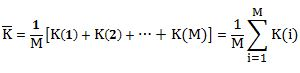 K̅ = 1/M [K(1) + K(2) + ⋯ + K(M)] = 1/M ∑_{i=1}^{M} K(i)